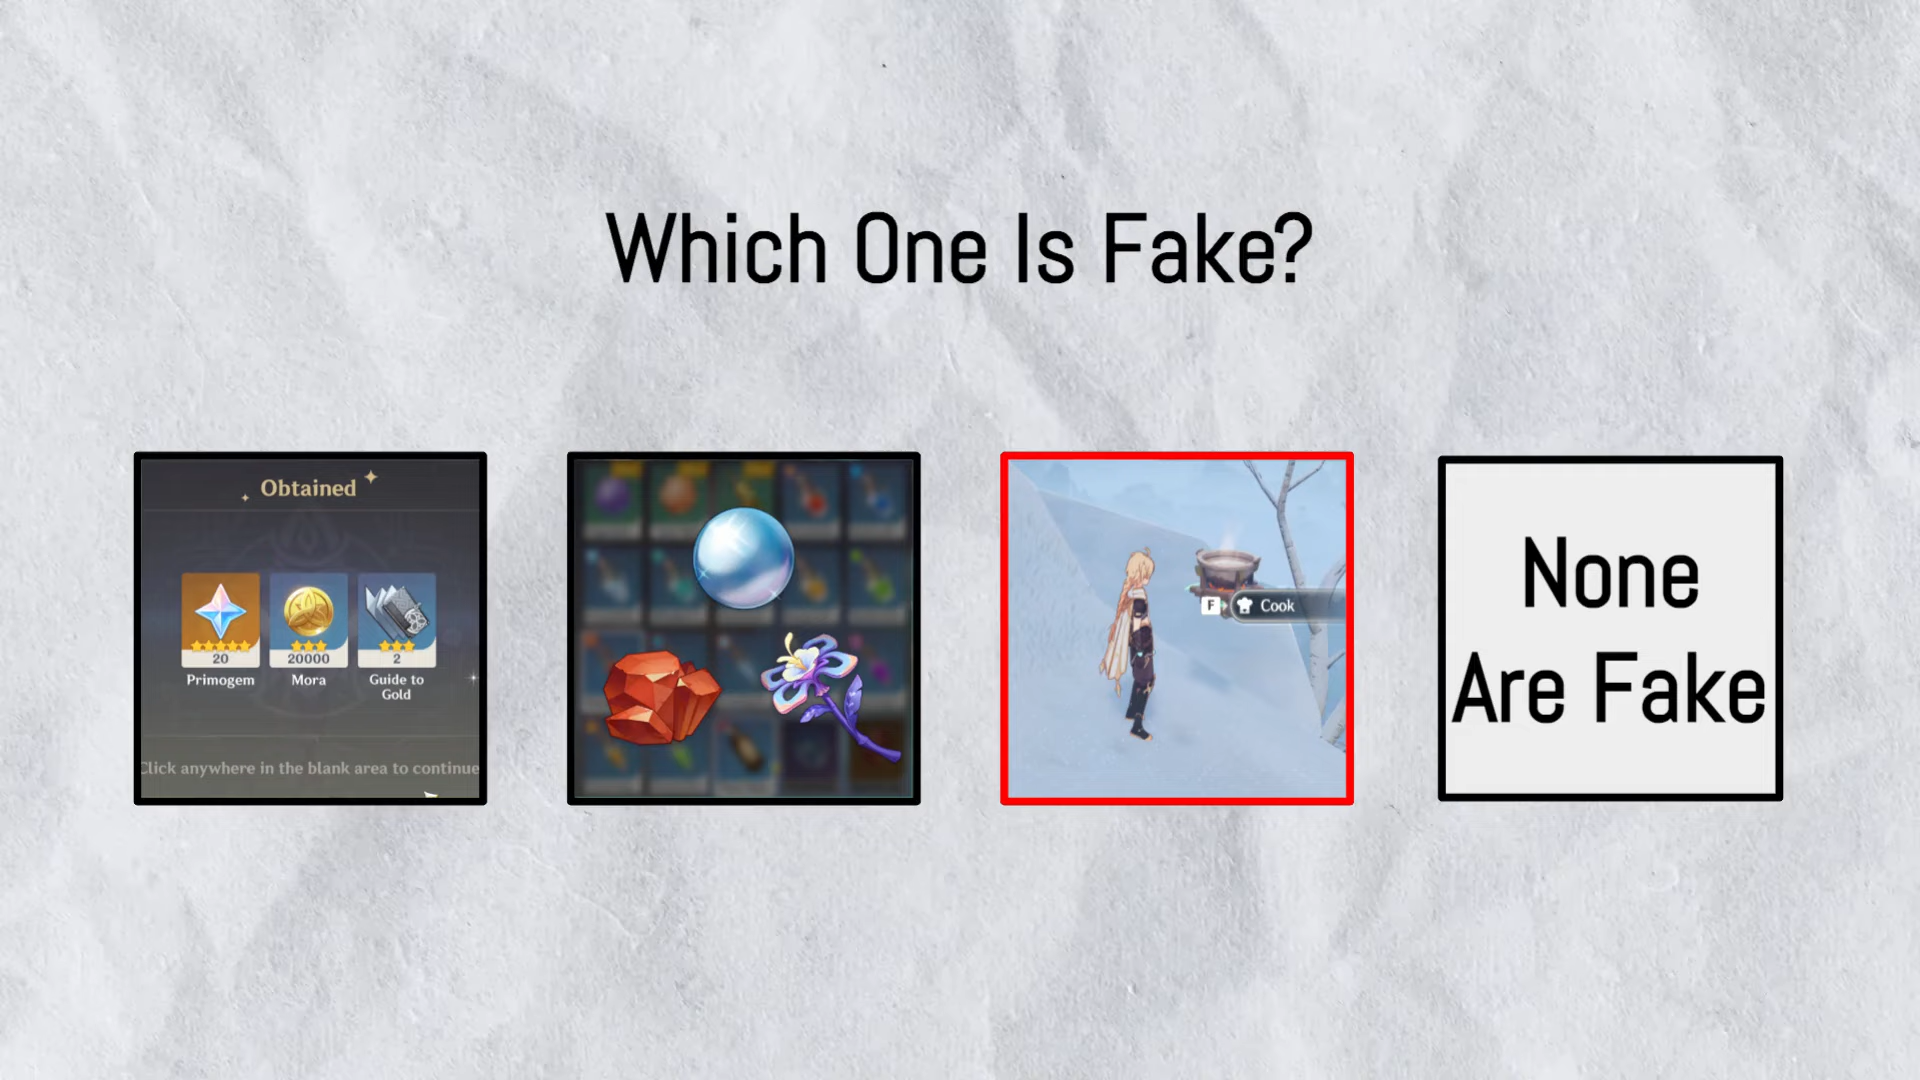 Which One Is Fake?
Obtained
20
20000
2
Primogem
Mora
Guide to
Gold
Click anywhere in the blank area to continue
F
Cook
None
Are Fake